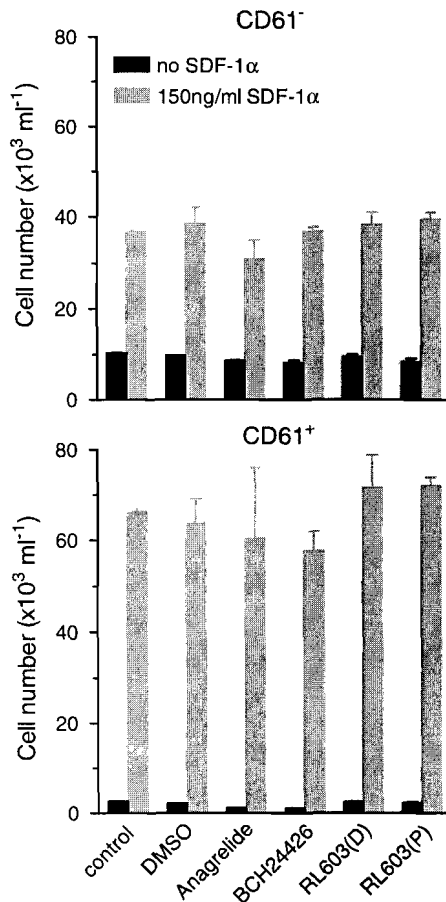 CD61⁻
80
no SDF-1α
150ng/ml SDF-1α
60
40
20
0
Cell number (x10³ ml⁻¹)
CD61⁺
80
60
40
20
0
Cell number (x10³ ml⁻¹)
control
DMSO
Anagrelide
BCH24426
RL603(D)
RL603(P)